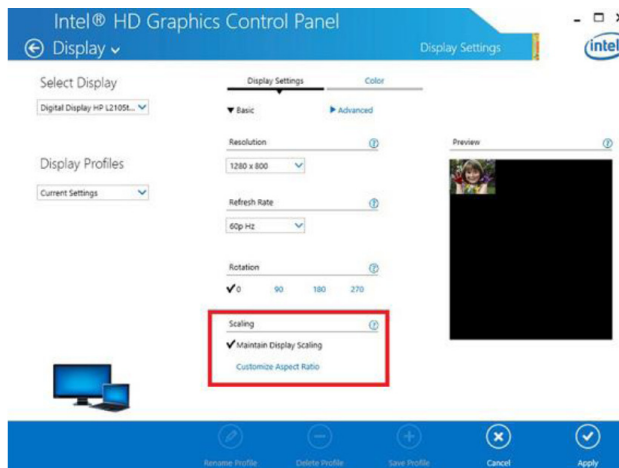 Intel® HD Graphics Control Panel
Display
Display Settings
intel
Select Display
Digital Display HP L2105t...
Display Profiles
Current Settings
Display Settings
Color
Basic
Advanced
Resolution
?
1280 x 800
Refresh Rate
?
60p Hz
Rotation
?
0 90 180 270
Scaling
?
Maintain Display Scaling
Customize Aspect Ratio
Preview
?
Rename Profile
Delete Profile
Save Profile
Cancel
Apply